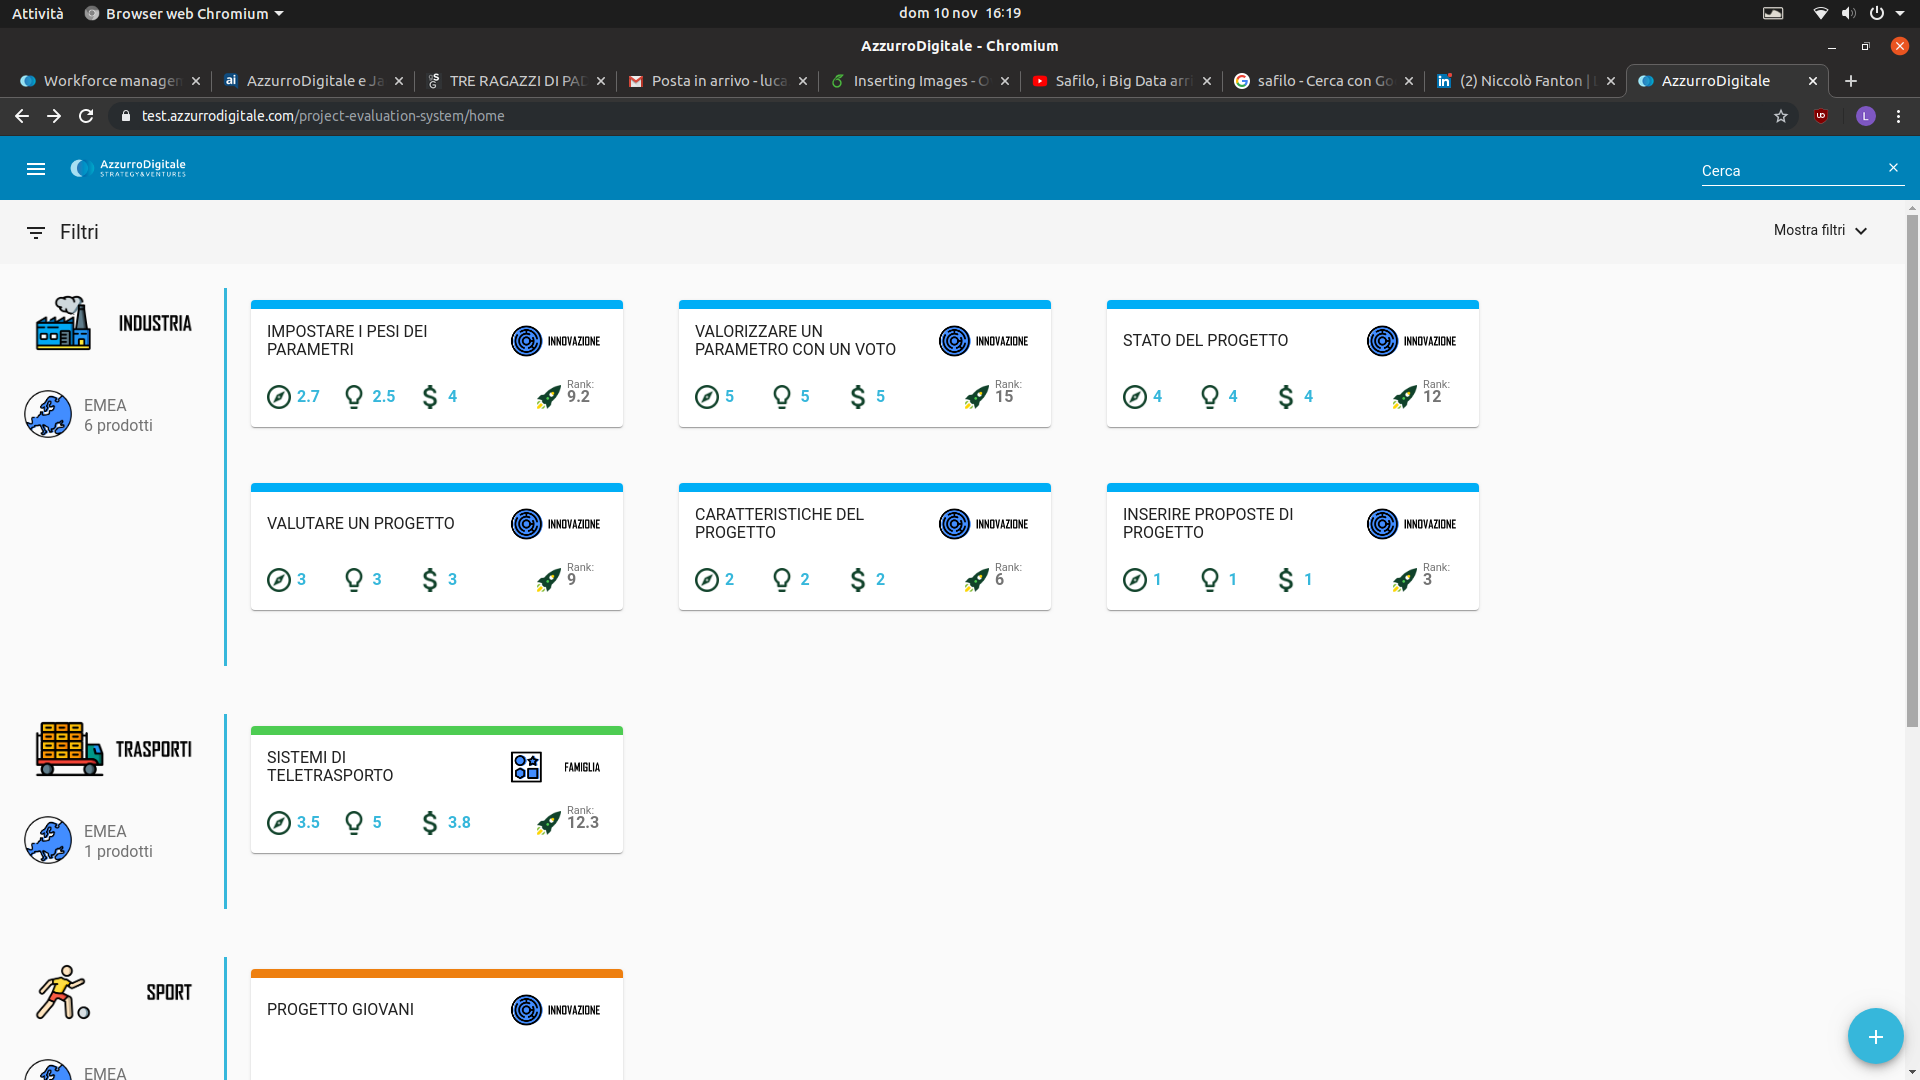 Attività
Browser web Chromium
dom 10 nov 16:19
AzzurroDigitale - Chromium
Workforce managem
AzzurroDigitale e Ja
TRE RAGAZZI DI PAD
Posta in arrivo - luca
Inserting Images - O
Safilo, i Big Data arri
safilo - Cerca con Go
(2) Niccolò Fanton |
AzzurroDigitale
test.azzurrodigitale.com/project-evaluation-system/home
L
AzzurroDigitale
STRATEGY&VENTURES
Cerca
Filtri
Mostra filtri
INDUSTRIA
EMEA
6 prodotti
IMPOSTARE I PESI DEI
PARAMETRI
INNOVAZIONE
2.7
2.5
4
Rank:
9.2
VALORIZZARE UN
PARAMETRO CON UN VOTO
INNOVAZIONE
5
5
5
Rank:
15
STATO DEL PROGETTO
INNOVAZIONE
4
4
4
Rank:
12
VALUTARE UN PROGETTO
INNOVAZIONE
3
3
3
Rank:
9
CARATTERISTICHE DEL
PROGETTO
INNOVAZIONE
2
2
2
Rank:
6
INSERIRE PROPOSTE DI
PROGETTO
INNOVAZIONE
1
1
1
Rank:
3
TRASPORTI
EMEA
1 prodotti
SISTEMI DI
TELETRASPORTO
FAMIGLIA
3.5
5
3.8
Rank:
12.3
SPORT
EMEA
PROGETTO GIOVANI
INNOVAZIONE